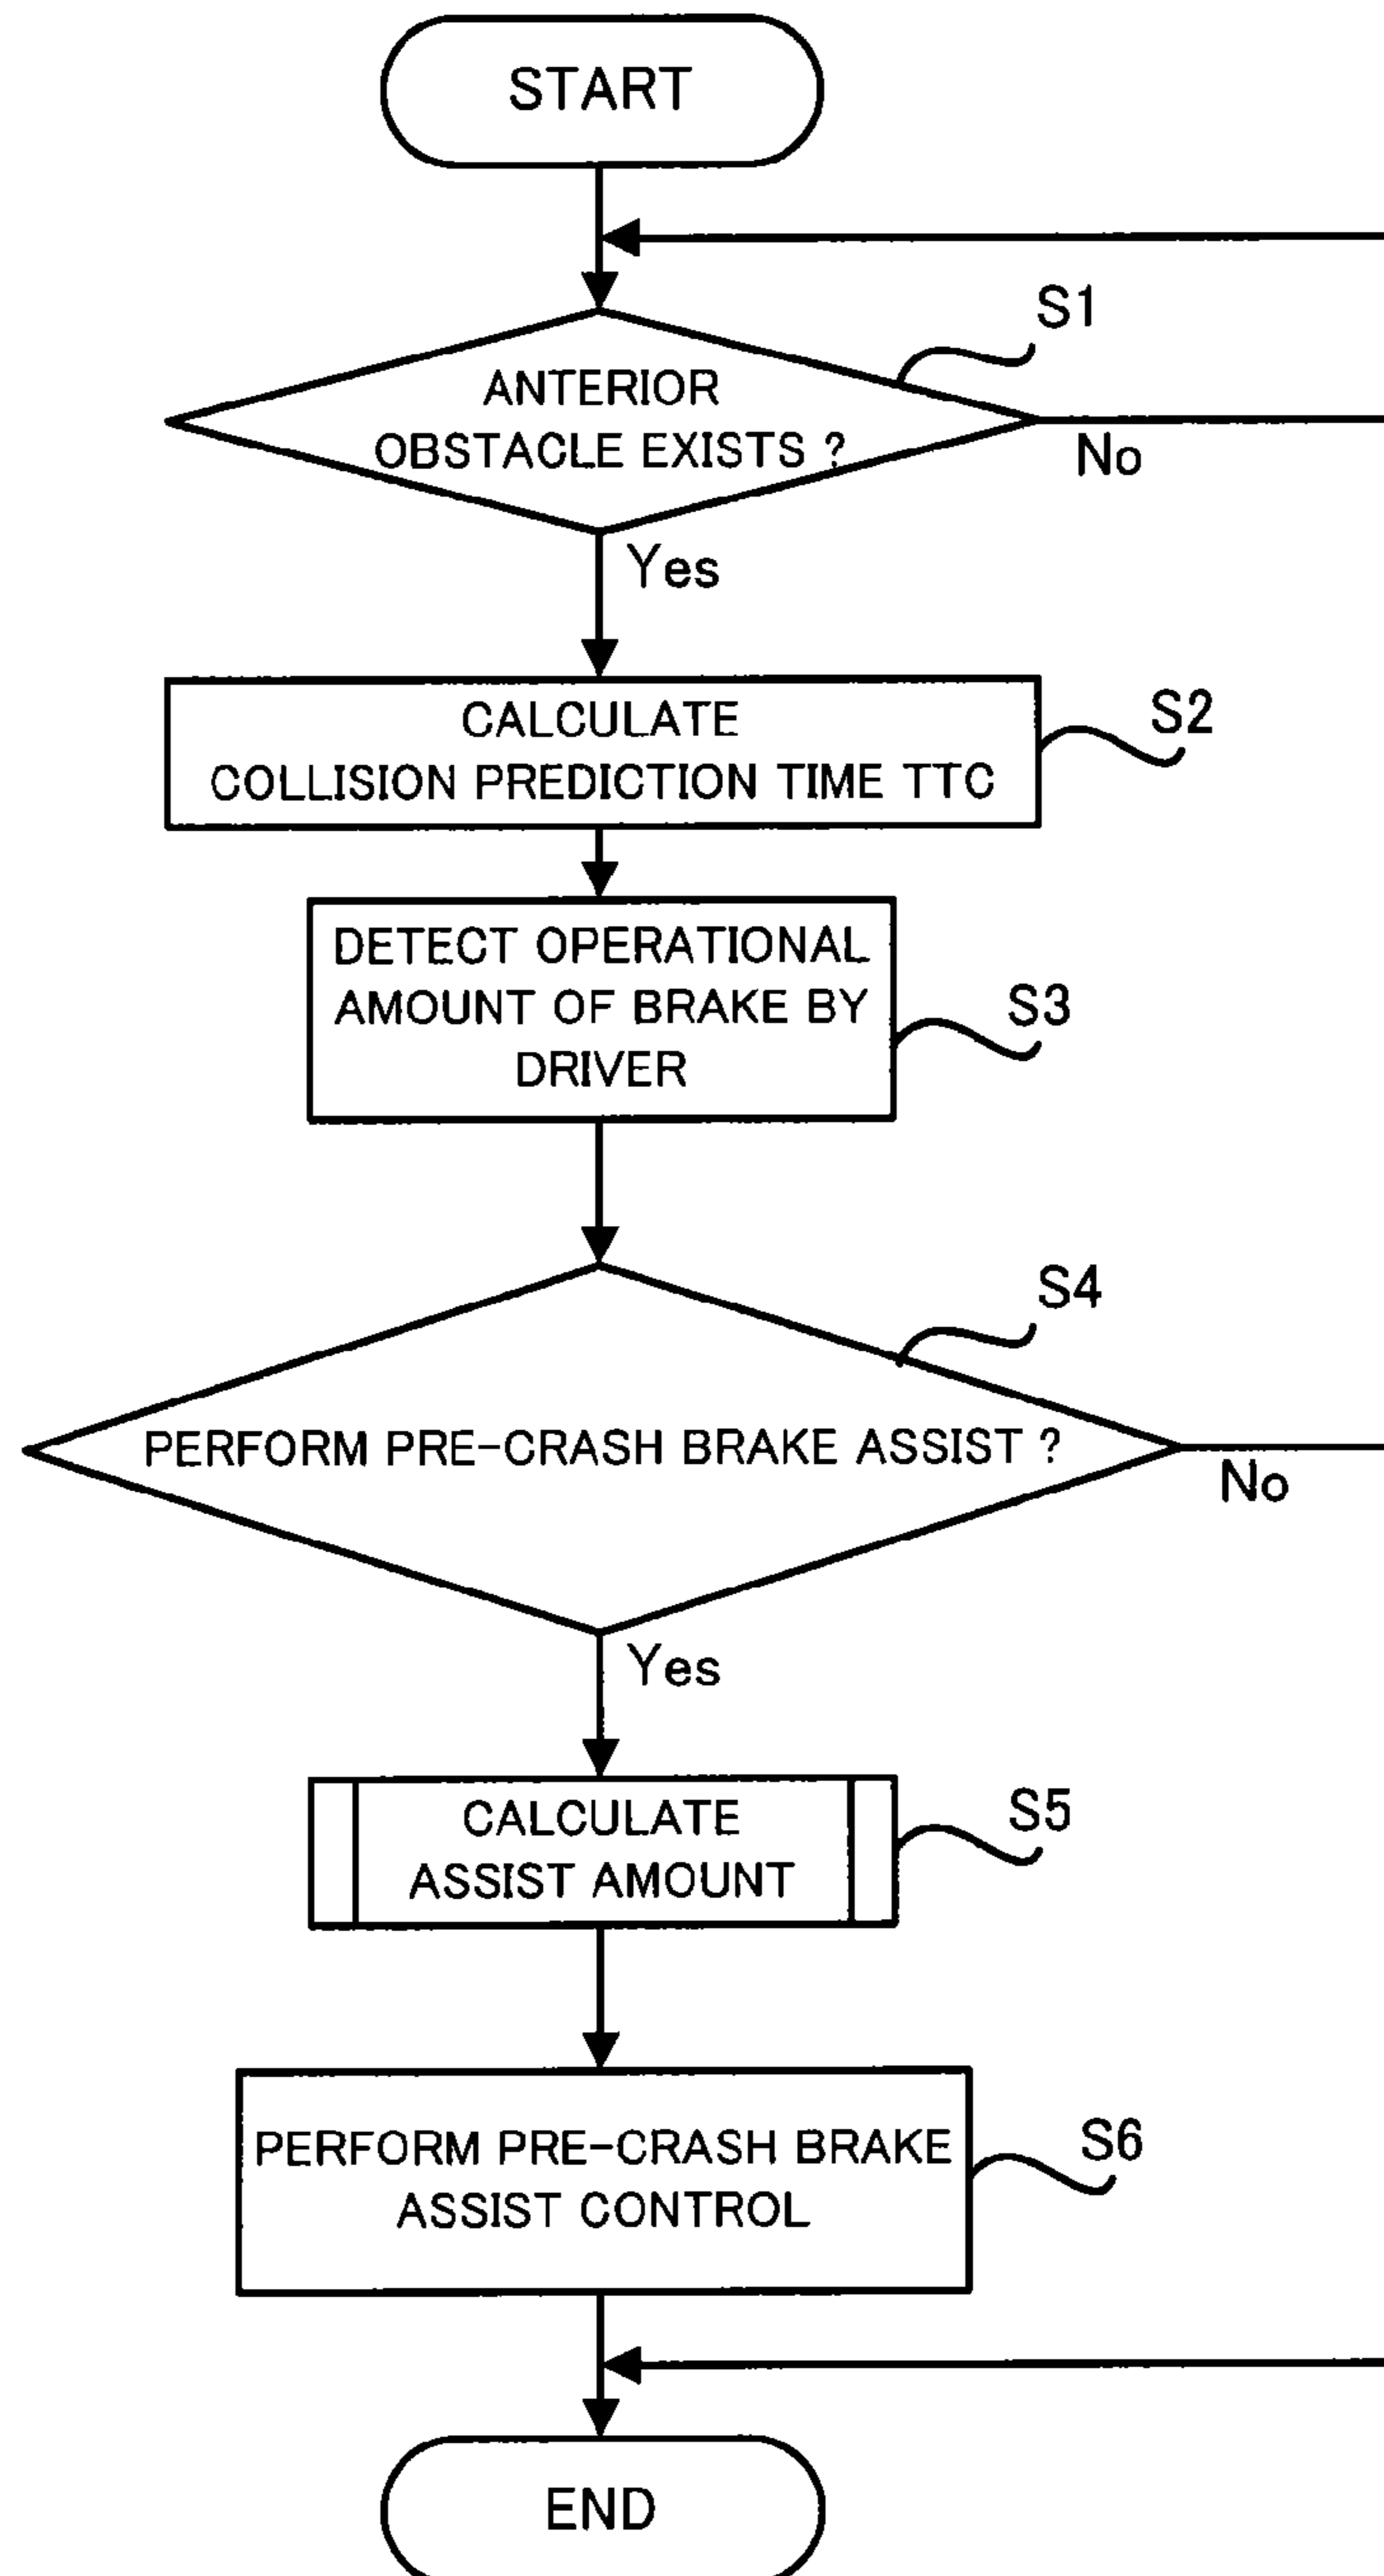 START
S1
ANTERIOR
OBSTACLE EXISTS ?
No
Yes
S2
CALCULATE
COLLISION PREDICTION TIME TTC
DETECT OPERATIONAL
AMOUNT OF BRAKE BY
DRIVER
S3
S4
PERFORM PRE-CRASH BRAKE ASSIST ?
No
Yes
S5
CALCULATE
ASSIST AMOUNT
S6
PERFORM PRE-CRASH BRAKE
ASSIST CONTROL
END